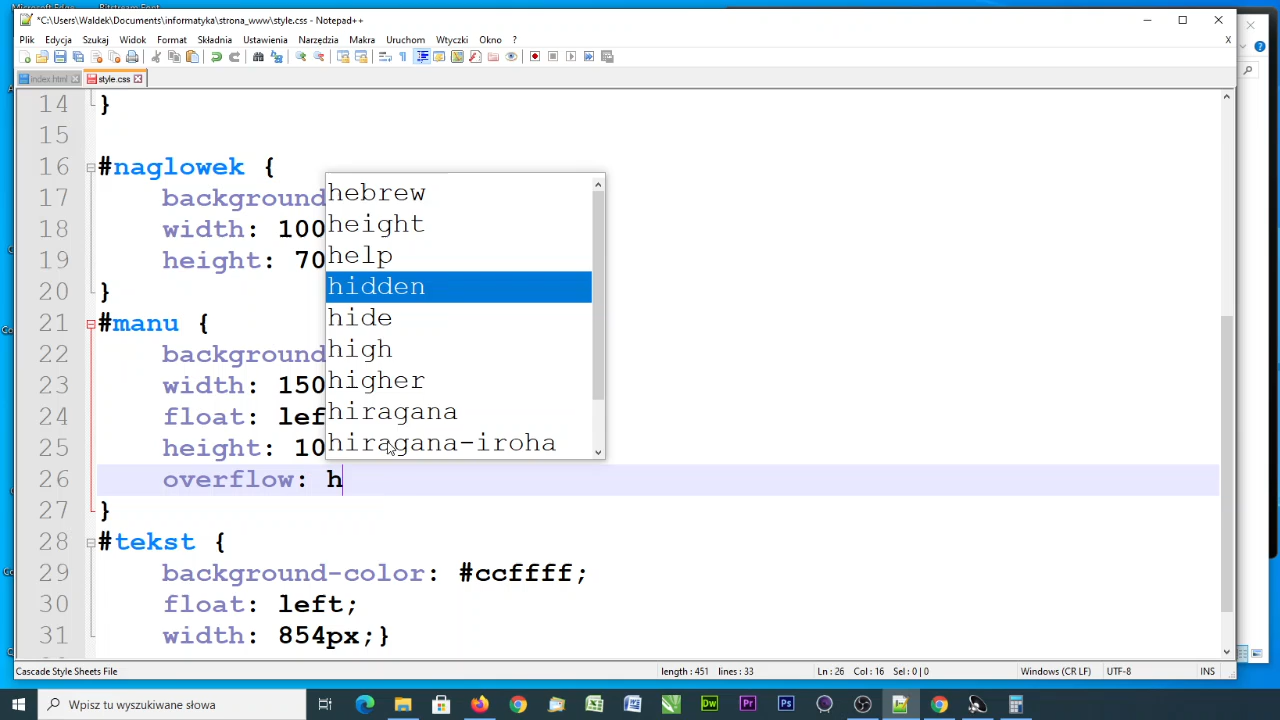 *C:\Users\Waldek\Documents\informatyka\strona_www\style.css - Notepad++
Plik Edycja Szukaj Widok Format Składnia Ustawienia Narzędzia Makra Uruchom Wtyczki Okno ? X
index.html style.css
14 }
15
16 #naglowek {
17 background
18 width: 100
19 height: 70
20 }
21 #manu {
22 background
23 width: 150
24 float: lef
25 height: 10
26 overflow: h
27 }
28 #tekst {
29 background-color: #ccffff;
30 float: left;
31 width: 854px;}
hebrew
height
help
hidden
hide
high
higher
hiragana
hiragana-iroha
Cascade Style Sheets File length : 451 lines : 33 Ln : 26 Col : 16 Sel : 0 | 0 Windows (CR LF) UTF-8 INS
Wpisz tu wyszukiwane słowa